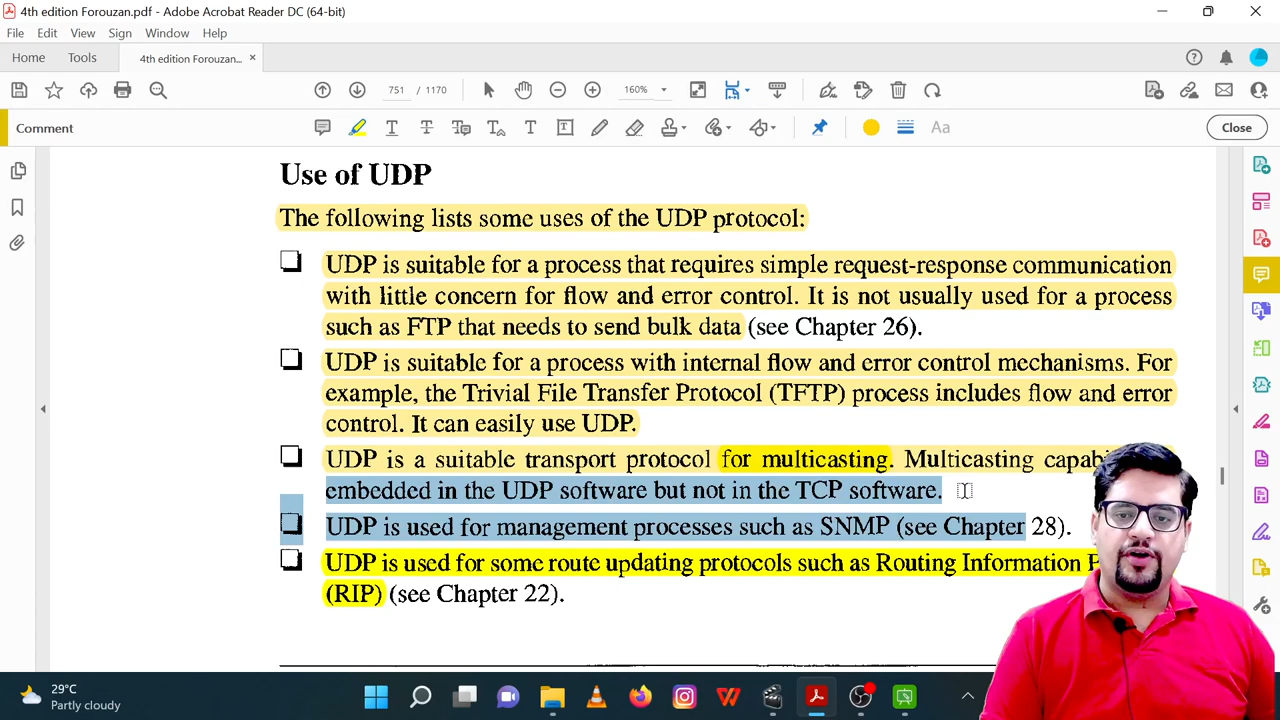 4th edition Forouzan.pdf - Adobe Acrobat Reader DC (64-bit)
File Edit View Sign Window Help
Home Tools 4th edition Forouzan... ×
751 / 1170 160%
Comment Close
Use of UDP
The following lists some uses of the UDP protocol:
UDP is suitable for a process that requires simple request-response communication
with little concern for flow and error control. It is not usually used for a process
such as FTP that needs to send bulk data (see Chapter 26).
UDP is suitable for a process with internal flow and error control mechanisms. For
example, the Trivial File Transfer Protocol (TFTP) process includes flow and error
control. It can easily use UDP.
UDP is a suitable transport protocol for multicasting. Multicasting
embedded in the UDP software but not in the TCP software.
UDP is used for management processes such as SNMP (see Chapter 28).
UDP is used for some route updating protocols such as Routing Information
(RIP) (see Chapter 22).
29°C
Partly cloudy